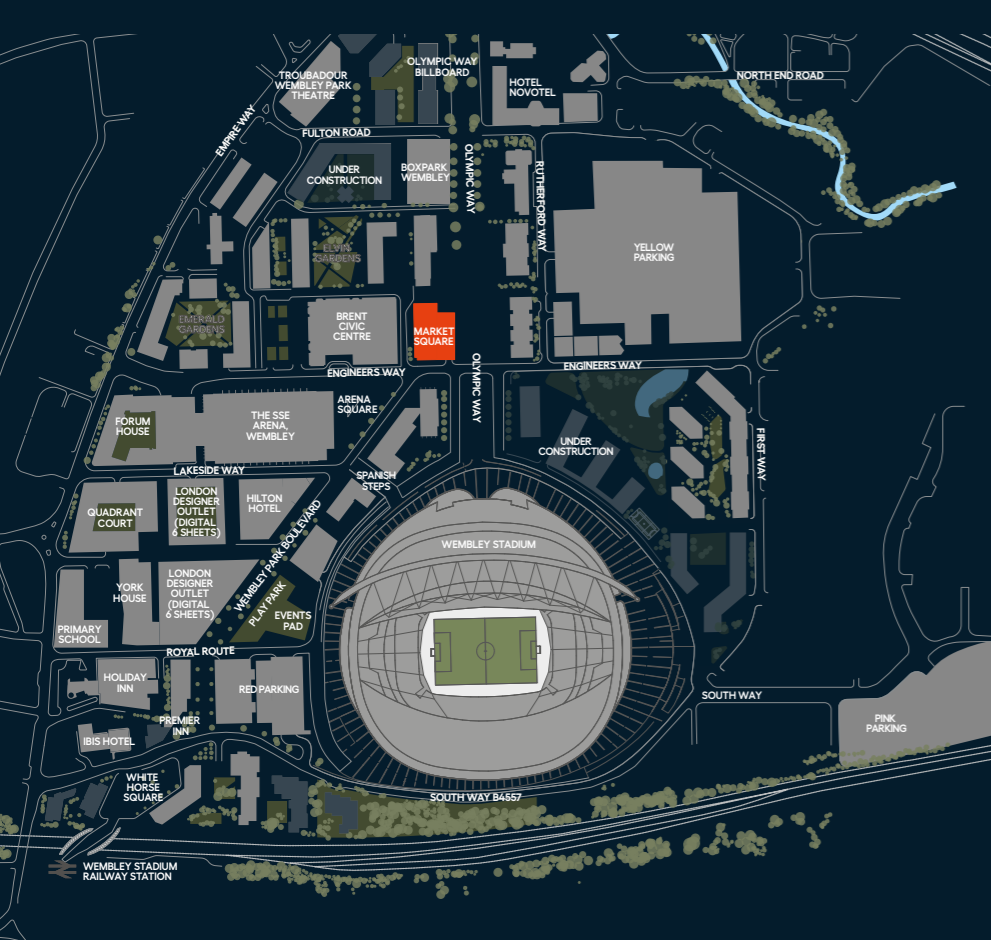 NORTH END ROAD
OLYMPIC WAY
BILLBOARD
TROUBADOUR
WEMBLEY PARK
THEATRE
HOTEL
NOVOTEL
EMPIRE WAY
FULTON ROAD
UNDER
CONSTRUCTION
BOXPARK
WEMBLEY
OLYMPIC WAY
RUTHERFORD WAY
ELVIN
GARDENS
YELLOW
PARKING
EMERALD
GARDENS
BRENT
CIVIC
CENTRE
MARKET
SQUARE
ENGINEERS WAY
OLYMPIC WAY
ENGINEERS WAY
ARENA
SQUARE
FORUM
HOUSE
THE SSE
ARENA,
WEMBLEY
UNDER
CONSTRUCTION
FIRST WAY
LAKESIDE WAY
SPANISH
STEPS
QUADRANT
COURT
LONDON
DESIGNER
OUTLET
(DIGITAL
6 SHEETS)
HILTON
HOTEL
WEMBLEY PARK BOULEVARD
WEMBLEY STADIUM
YORK
HOUSE
LONDON
DESIGNER
OUTLET
(DIGITAL
6 SHEETS)
PLAY PARK
EVENTS
PAD
PRIMARY
SCHOOL
ROYAL ROUTE
HOLIDAY
INN
RED PARKING
SOUTH WAY
PREMIER
INN
PINK
PARKING
IBIS HOTEL
WHITE
HORSE
SQUARE
SOUTH WAY B4557
WEMBLEY STADIUM
RAILWAY STATION